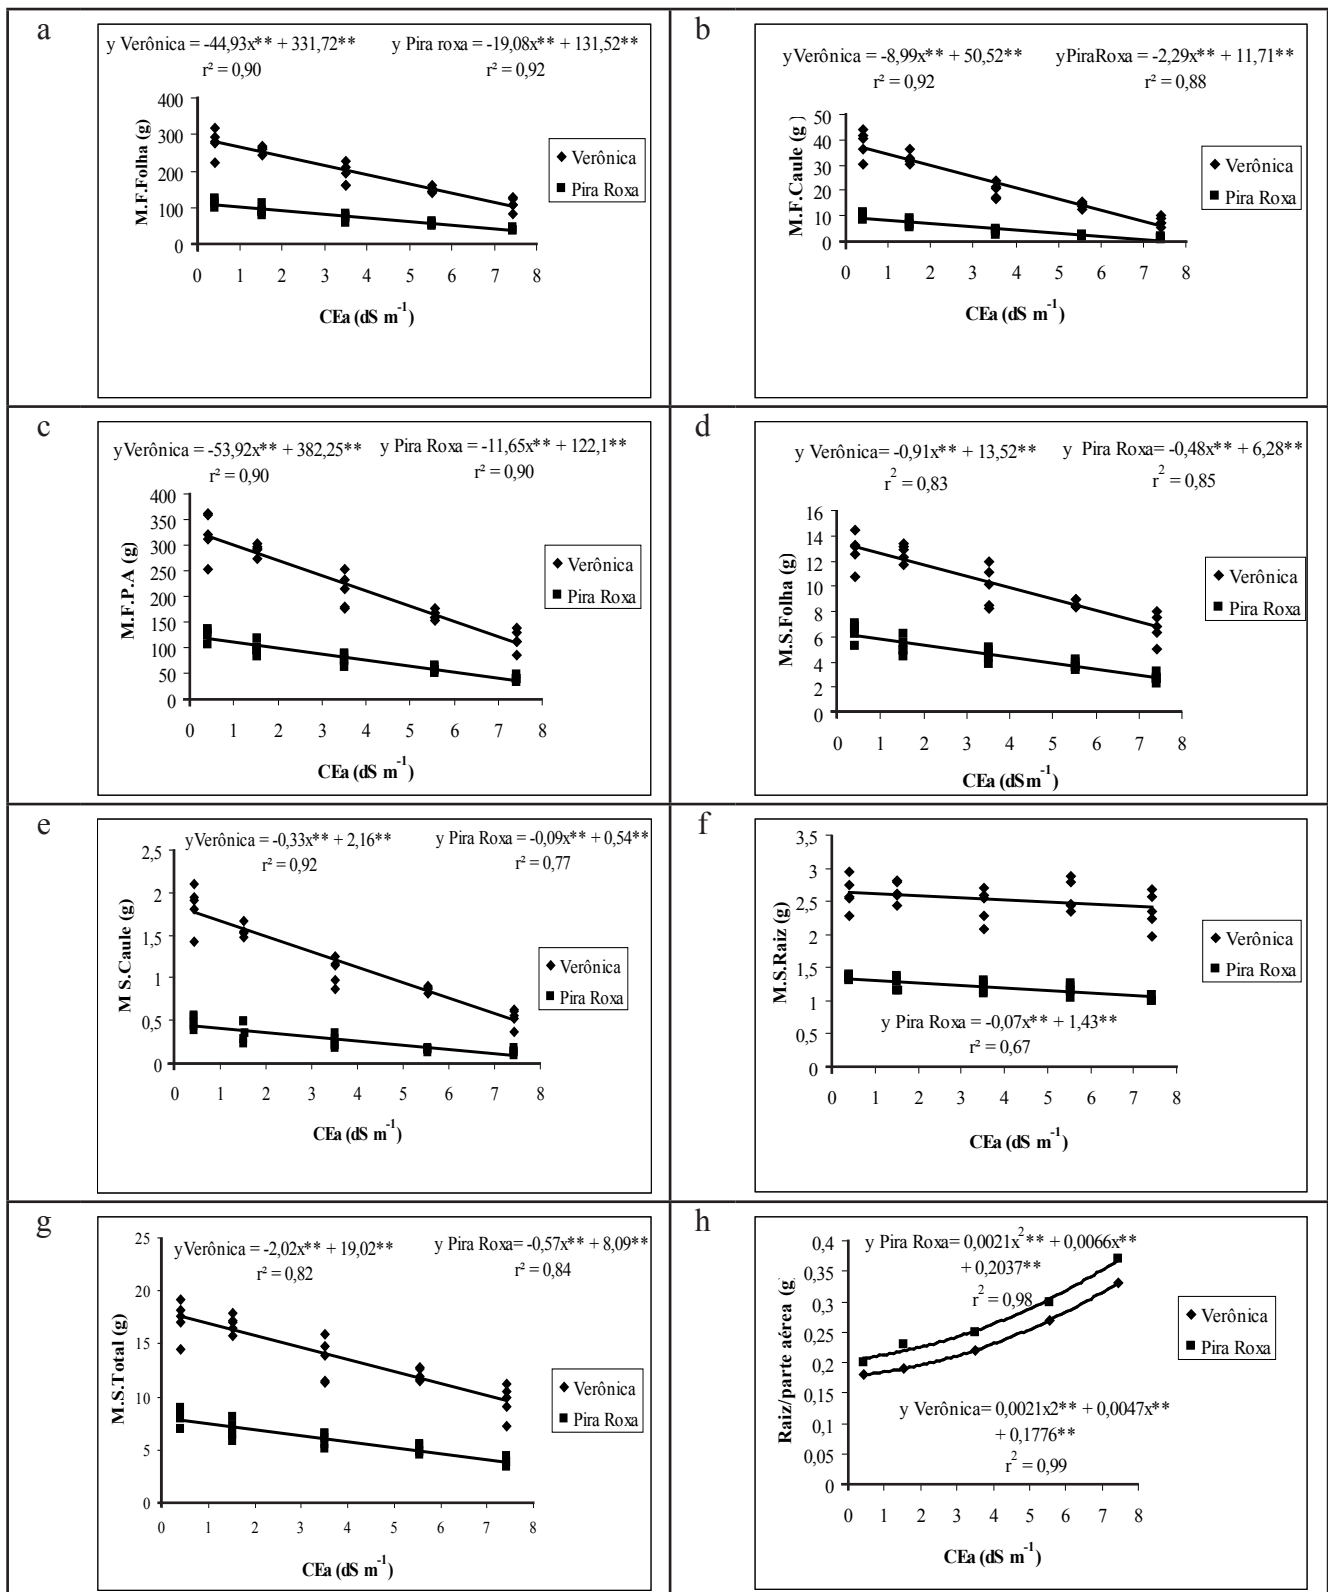 a
y Verônica = -44,93x** + 331,72** y Pira roxa = -19,08x** + 131,52**
r² = 0,90 r² = 0,92
400
300
200
100
0
M.F.Folha (g)
0 1 2 3 4 5 6 7 8
CEa (dS m-1)
Verônica
Pira Roxa
b
yVerônica = -8,99x** + 50,52** yPiraRoxa = -2,29x** + 11,71**
r² = 0,92 r² = 0,88
50
40
30
20
10
0
M.F.Caule (g )
0 1 2 3 4 5 6 7 8
CEa (dS m-1)
Verônica
Pira Roxa
c
yVerônica = -53,92x** + 382,25** y Pira Roxa = -11,65x** + 122,1**
r² = 0,90 r² = 0,90
400
350
300
250
200
150
100
50
0
M.F.P.A (g)
0 1 2 3 4 5 6 7 8
CEa (dS m-1)
Verônica
Pira Roxa
d
y Verônica= -0,91x** + 13,52** y Pira Roxa= -0,48x** + 6,28**
r2 = 0,83 r2 = 0,85
16
14
12
10
8
6
4
2
0
M.S.Folha (g)
0 1 2 3 4 5 6 7 8
CEa (dSm-1)
Verônica
Pira Roxa
e
yVerônica = -0,33x** + 2,16** y Pira Roxa = -0,09x** + 0,54**
r² = 0,92 r² = 0,77
2,5
2
1,5
1
0,5
0
M S.Caule (g)
0 1 2 3 4 5 6 7 8
CEa (dS m-1)
Verônica
Pira Roxa
f
3,5
3
2,5
2
1,5
1
0,5
0
M.S.Raiz (g)
y Pira Roxa = -0,07x** + 1,43**
r² = 0,67
0 1 2 3 4 5 6 7 8
CEa (dS m-1)
Verônica
Pira Roxa
g
yVerônica = -2,02x** + 19,02** y Pira Roxa= -0,57x** + 8,09**
r² = 0,82 r² = 0,84
25
20
15
10
5
0
M.S.Total (g)
0 1 2 3 4 5 6 7 8
CEa (dS m-1)
Verônica
Pira Roxa
h
y Pira Roxa= 0,0021x2** + 0,0066x**
+ 0,2037**
r2 = 0,98
0,4
0,35
0,3
0,25
0,2
0,15
0,1
0,05
0
Raiz/parte aérea (g
y Verônica= 0,0021x2** + 0,0047x**
+ 0,1776**
r2 = 0,99
0 1 2 3 4 5 6 7 8
CEa (dS m-1)
Verônica
Pira Roxa